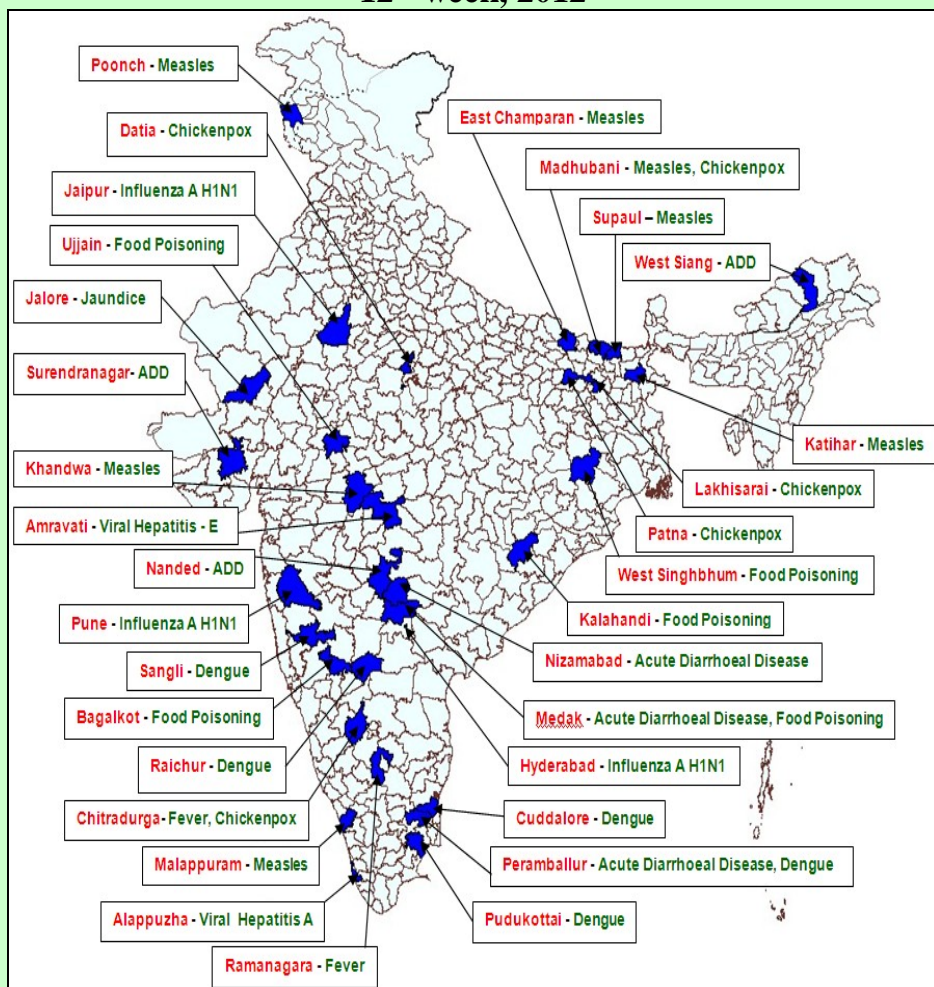 12th week, 2012
Poonch - Measles
Datia - Chickenpox
Jaipur - Influenza A H1N1
Ujjain - Food Poisoning
Jalore - Jaundice
Surendranagar- ADD
Khandwa - Measles
Amravati - Viral Hepatitis - E
Nanded - ADD
Pune - Influenza A H1N1
Sangli - Dengue
Bagalkot - Food Poisoning
Raichur - Dengue
Chitradurga- Fever, Chickenpox
Malappuram - Measles
Alappuzha - Viral Hepatitis A
Ramanagara - Fever
East Champaran - Measles
Madhubani - Measles, Chickenpox
Supaul – Measles
West Siang - ADD
Katihar - Measles
Lakhisarai - Chickenpox
Patna - Chickenpox
West Singhbhum - Food Poisoning
Kalahandi - Food Poisoning
Nizamabad - Acute Diarrhoeal Disease
Medak - Acute Diarrhoeal Disease, Food Poisoning
Hyderabad - Influenza A H1N1
Cuddalore - Dengue
Peramballur - Acute Diarrhoeal Disease, Dengue
Pudukottai - Dengue